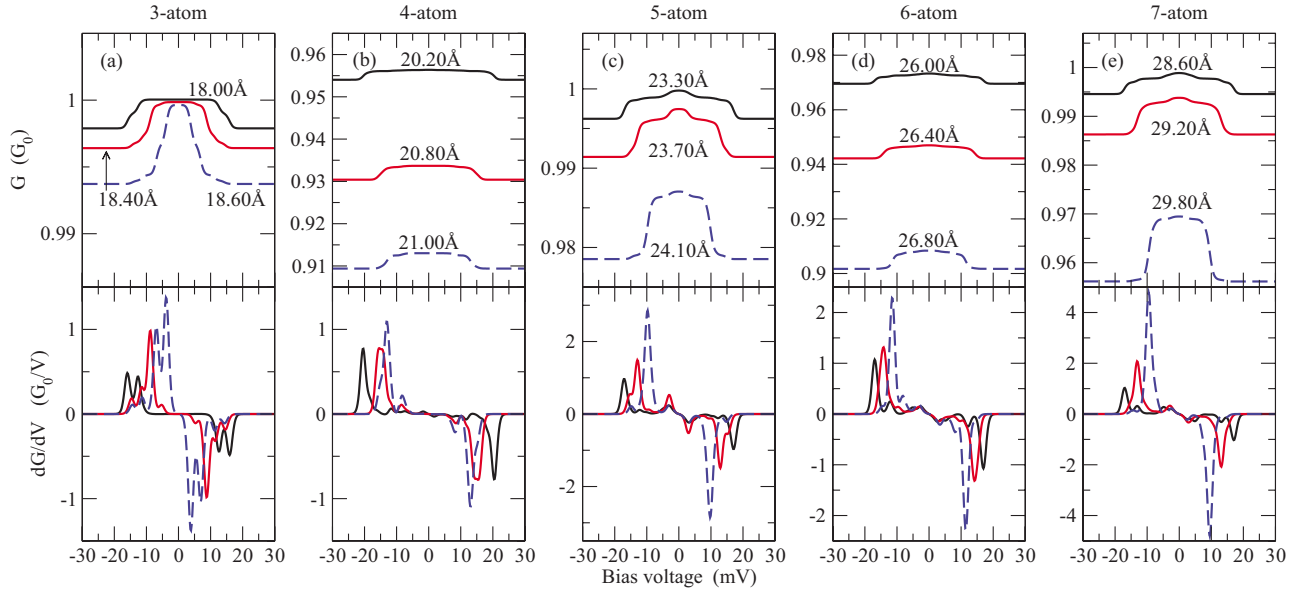 3-atom 4-atom 5-atom 6-atom 7-atom
(a) 18.00Å 18.40Å 18.60Å
(b) 20.20Å 20.80Å 21.00Å
(c) 23.30Å 23.70Å 24.10Å
(d) 26.00Å 26.40Å 26.80Å
(e) 28.60Å 29.20Å 29.80Å
G (G₀)
1 0.99
0.96 0.95 0.94 0.93 0.92 0.91
1 0.99 0.98
0.98 0.96 0.94 0.92 0.9
1 0.99 0.98 0.97 0.96
dG/dV (G₀/V)
1 0 -1
1 0 -1
2 0 -2
2 1 0 -1 -2
4 2 0 -2 -4
-30 -20 -10 0 10 20 30
-30 -20 -10 0 10 20 30
-30 -20 -10 0 10 20 30
-30 -20 -10 0 10 20 30
-30 -20 -10 0 10 20 30
Bias voltage (mV)